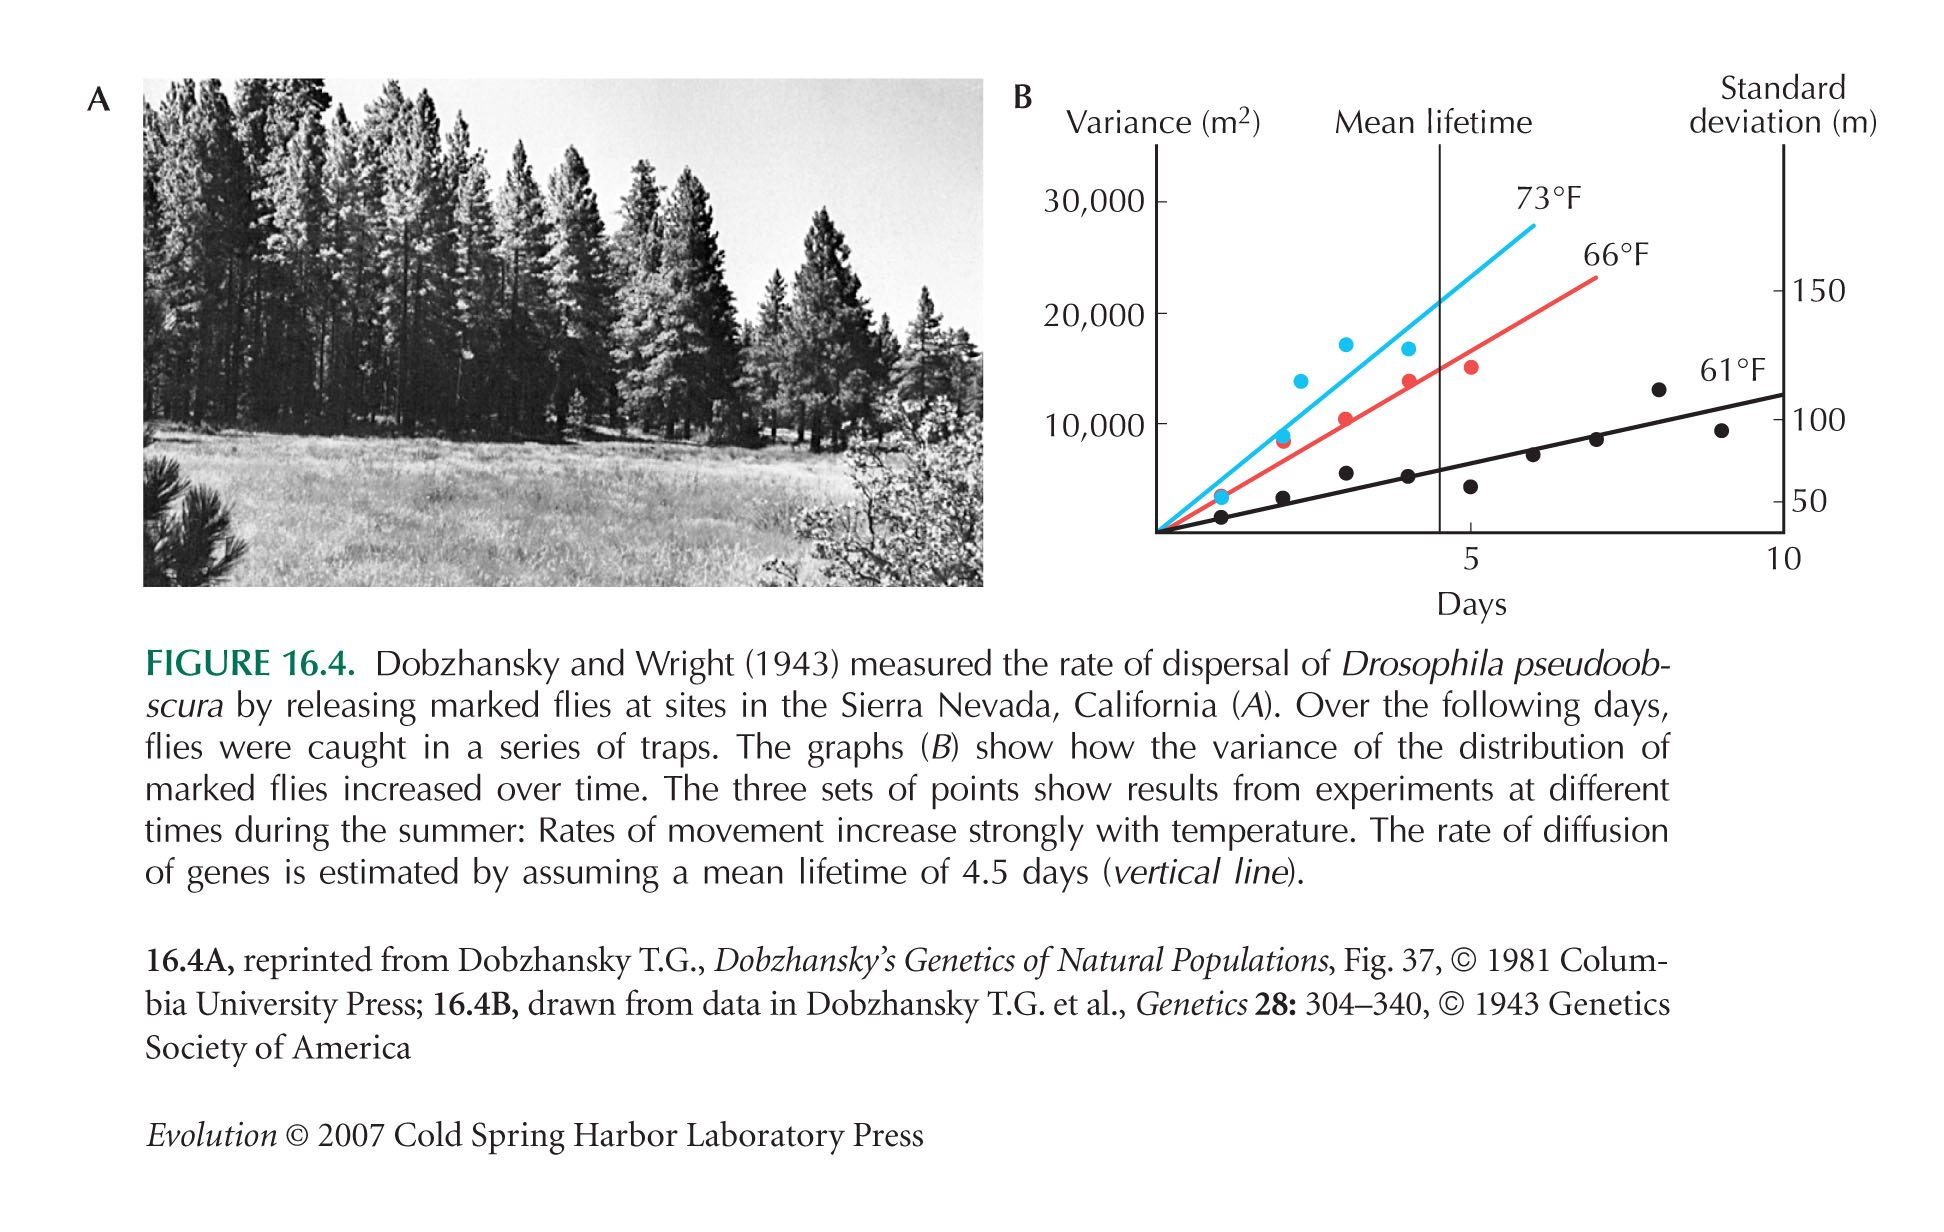 A
B
Variance (m²)
Mean lifetime
Standard
deviation (m)
30,000
20,000
10,000
73°F
66°F
61°F
150
100
50
5
10
Days
FIGURE 16.4. Dobzhansky and Wright (1943) measured the rate of dispersal of Drosophila pseudoob-
scura by releasing marked flies at sites in the Sierra Nevada, California (A). Over the following days,
flies were caught in a series of traps. The graphs (B) show how the variance of the distribution of
marked flies increased over time. The three sets of points show results from experiments at different
times during the summer: Rates of movement increase strongly with temperature. The rate of diffusion
of genes is estimated by assuming a mean lifetime of 4.5 days (vertical line).
16.4A, reprinted from Dobzhansky T.G., Dobzhansky's Genetics of Natural Populations, Fig. 37, © 1981 Colum-
bia University Press; 16.4B, drawn from data in Dobzhansky T.G. et al., Genetics 28: 304–340, © 1943 Genetics
Society of America
Evolution © 2007 Cold Spring Harbor Laboratory Press